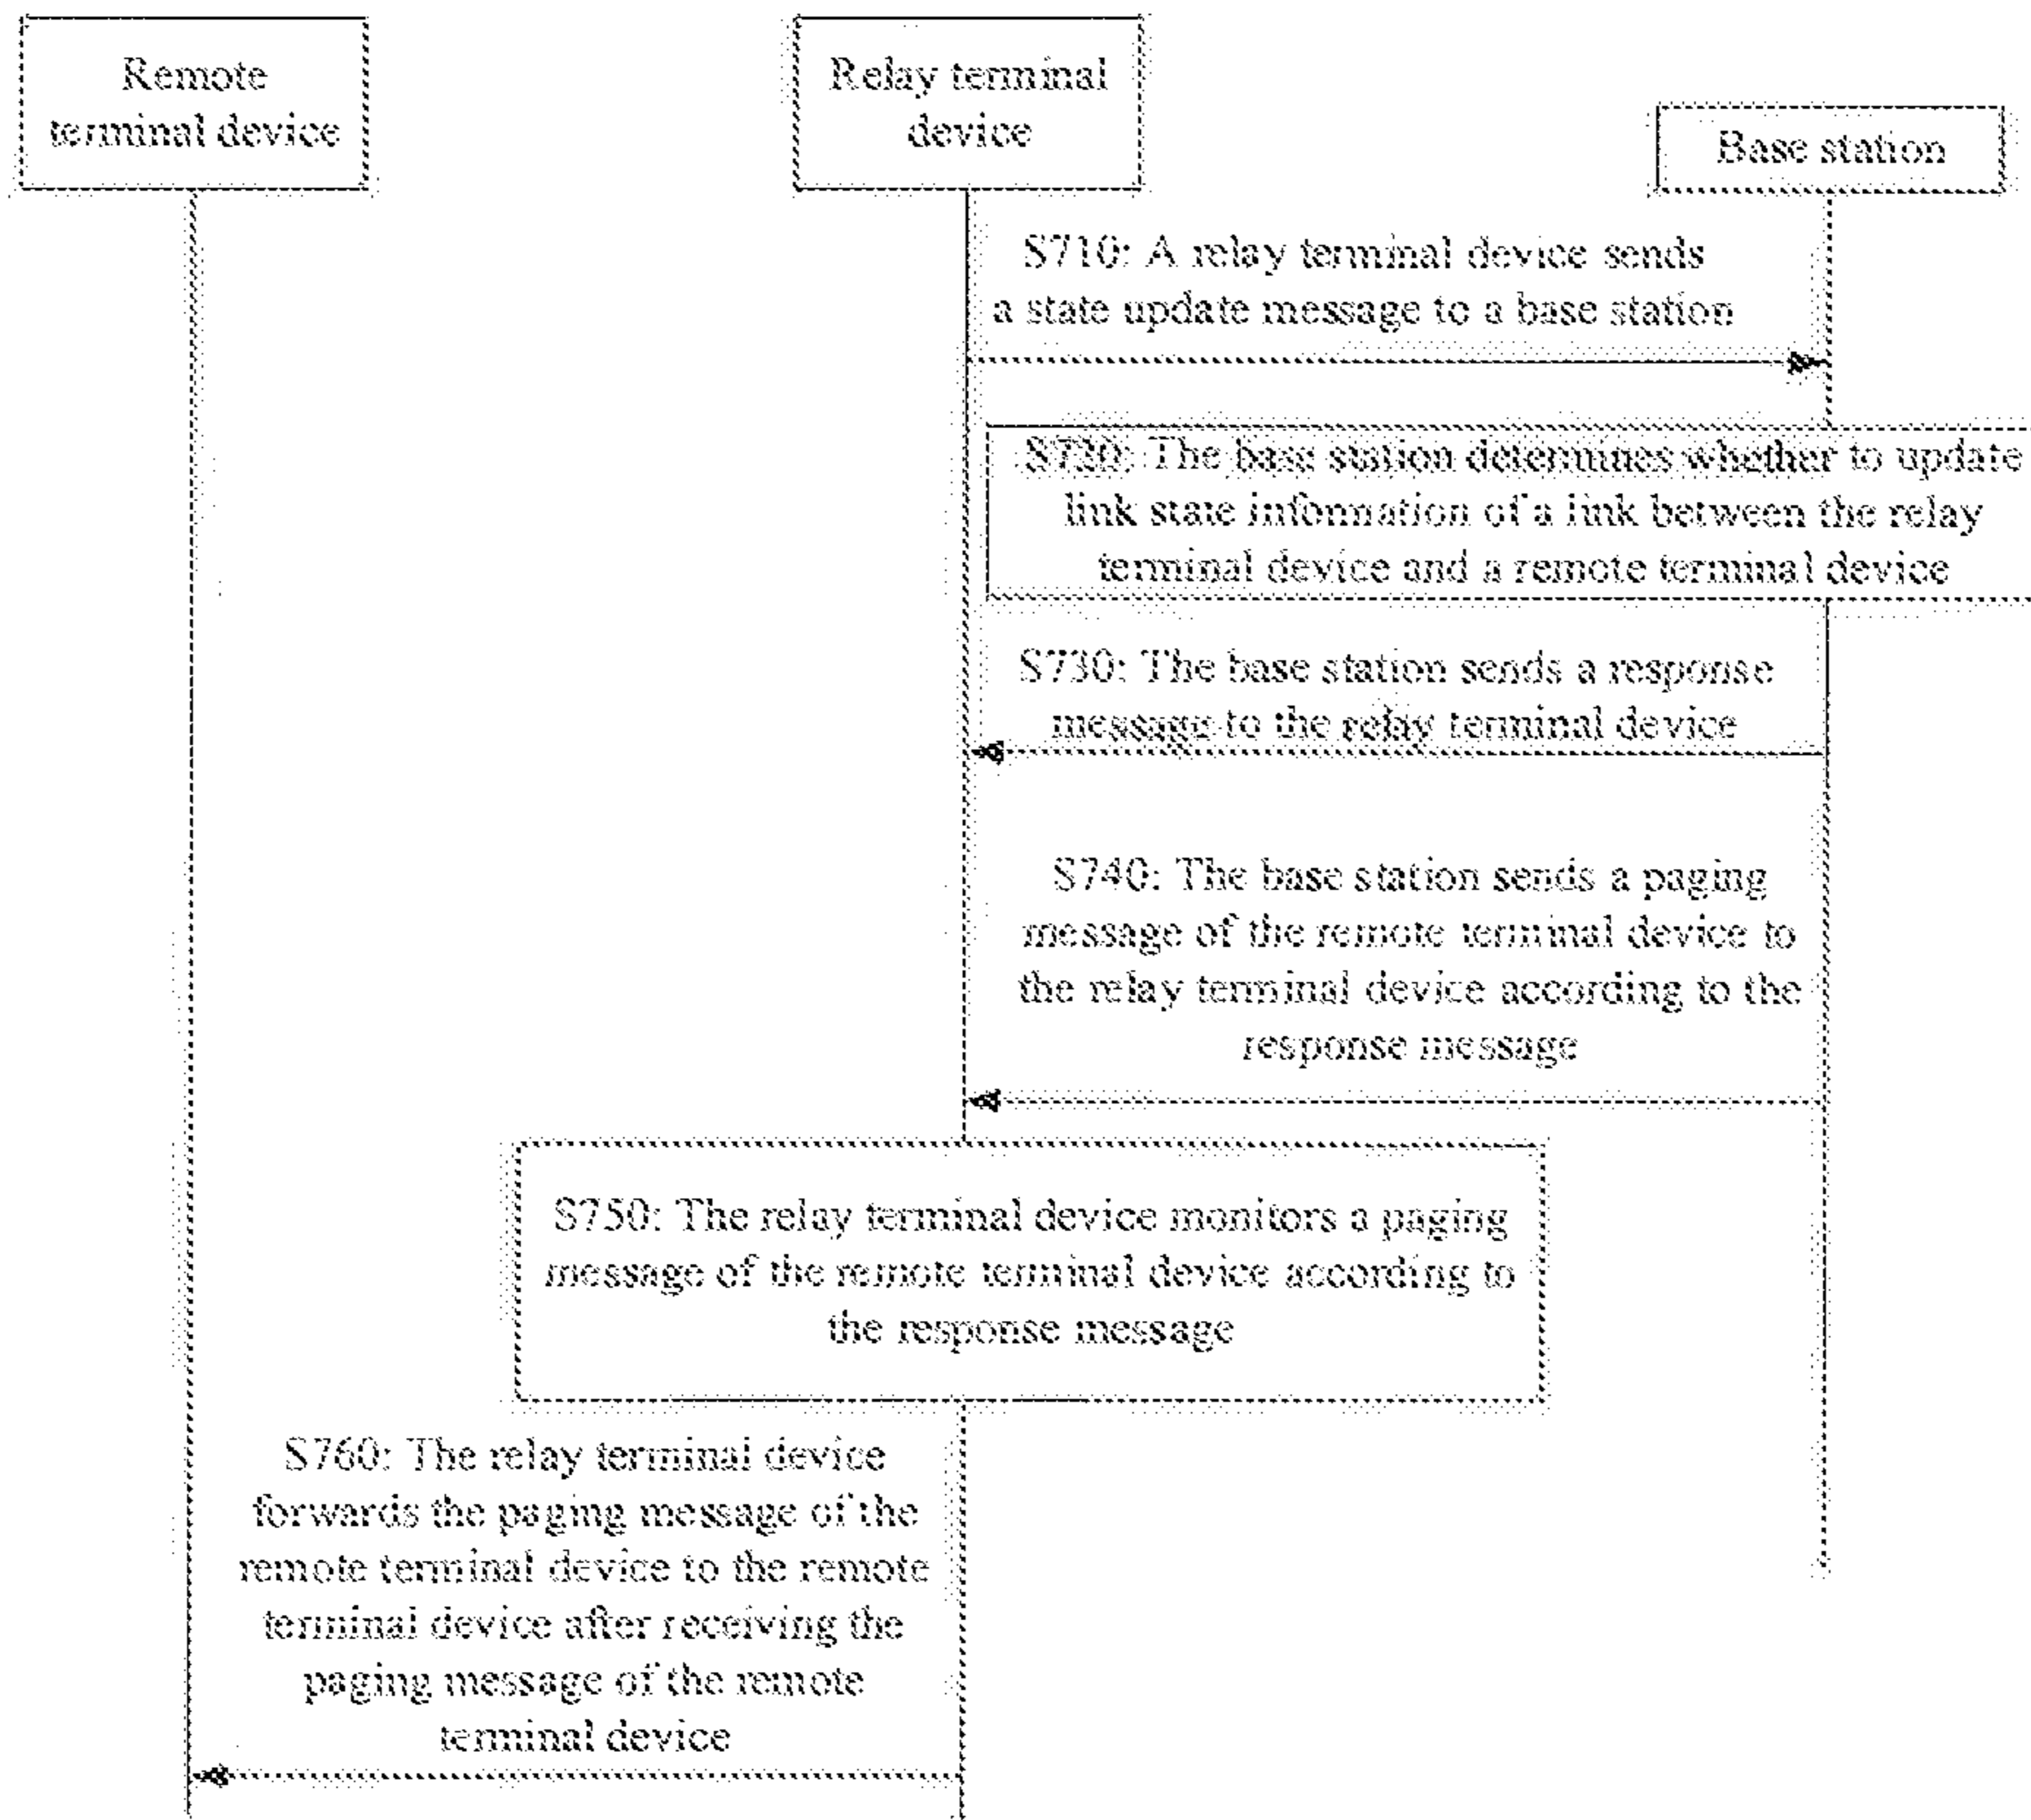 Remote
terminal device
Relay terminal
device
Base station
S710: A relay terminal device sends
a state update message to a base station
S720: The base station determines whether to update
link state information of a link between the relay
terminal device and a remote terminal device
S730: The base station sends a response
message to the relay terminal device
S740: The base station sends a paging
message of the remote terminal device to
the relay terminal device according to the
response message
S750: The relay terminal device monitors a paging
message of the remote terminal device according to
the response message
S760: The relay terminal device
forwards the paging message of the
remote terminal device to the remote
terminal device after receiving the
paging message of the remote
terminal device